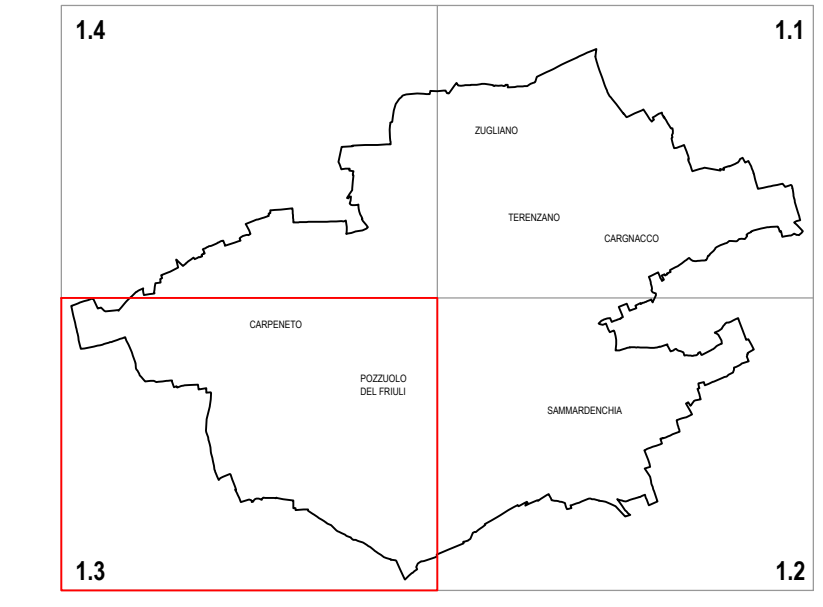 1.4
1.1
ZUGLIANO
TERENZANO
CARGNACCO
CARPENETO
POZZUOLO
DEL FRIULI
SAMMARDENCHIA
1.3
1.2